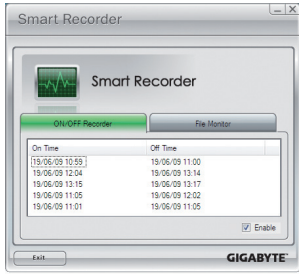 Smart Recorder
Smart Recorder
ON/OFF Recorder File Monitor
On Time Off Time
19/06/09 10:59 19/06/09 11:00
19/06/09 12:04 19/06/09 13:14
19/06/09 13:15 19/06/09 13:17
19/06/09 11:05 19/06/09 12:02
19/06/09 11:01 19/06/09 11:05
Enable
Exit GIGABYTE™